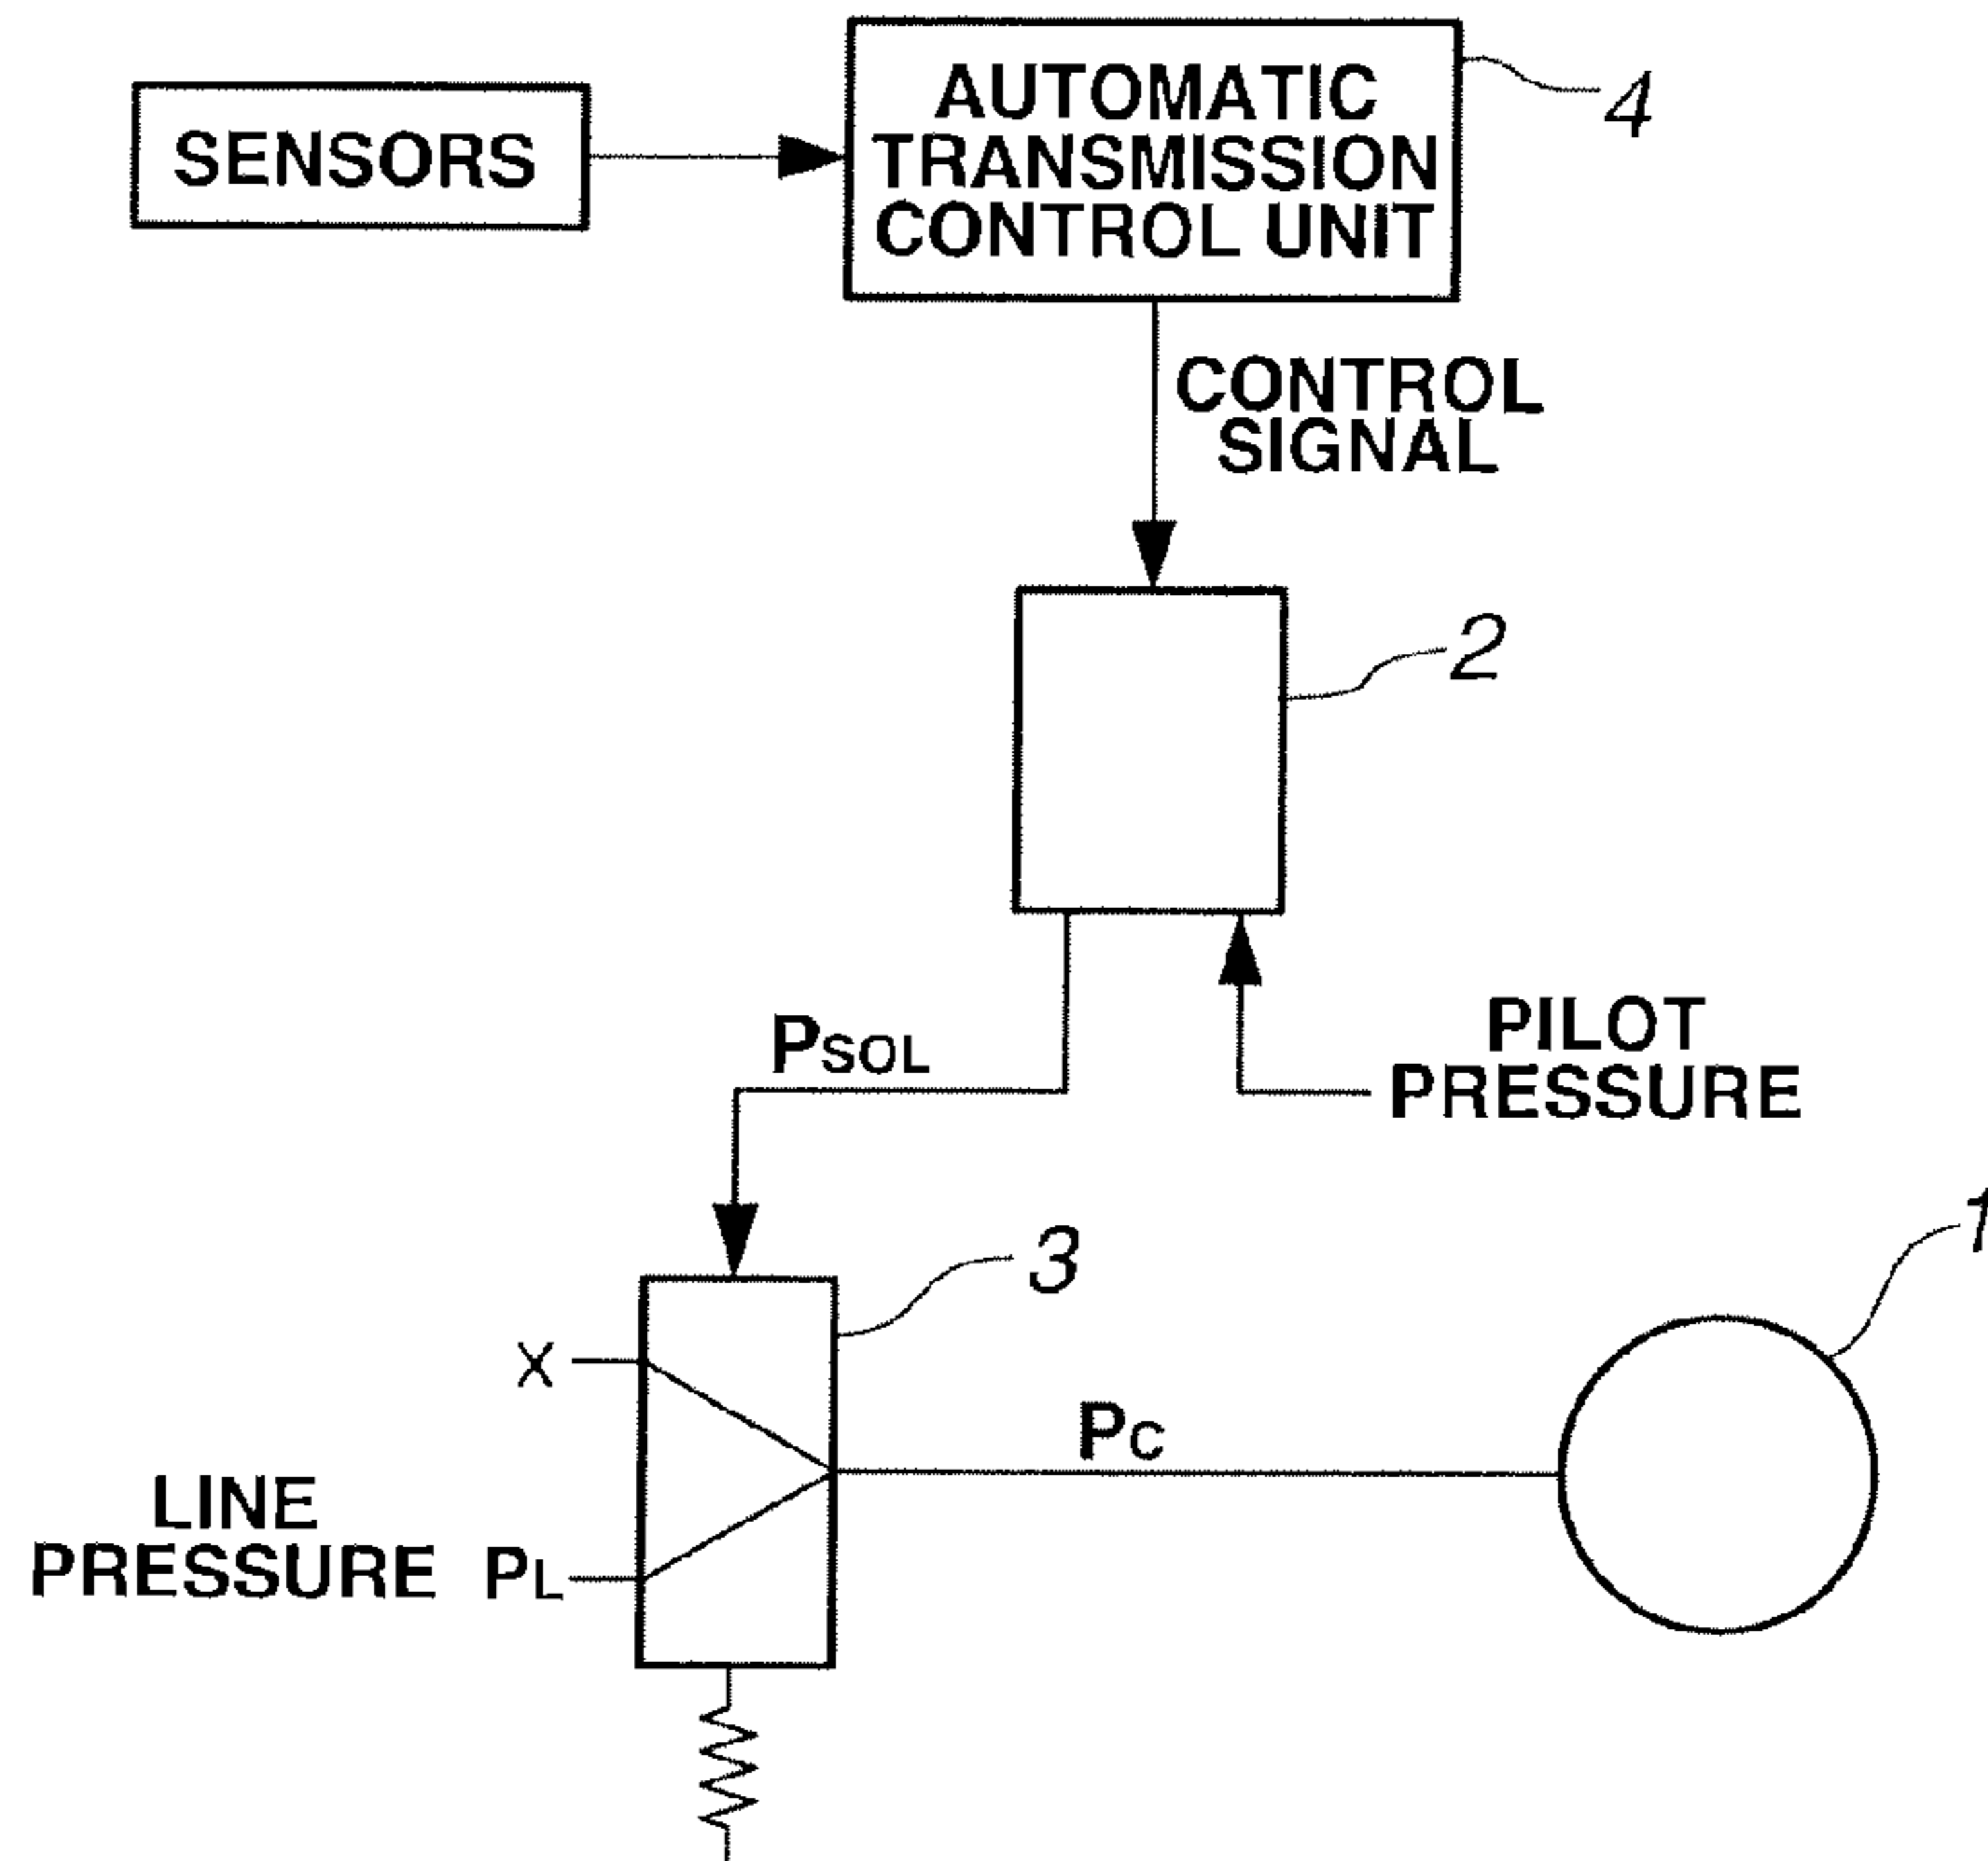 SENSORS
AUTOMATIC
TRANSMISSION
CONTROL UNIT
4
CONTROL
SIGNAL
2
PSOL
PILOT
PRESSURE
1
3
X
PC
LINE
PRESSURE PL